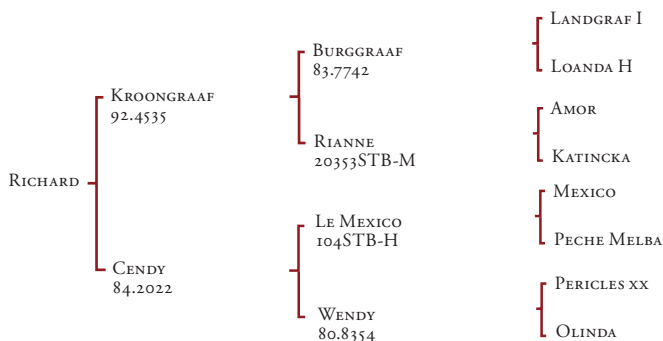 Landgraf I
Burggraaf
83.7742
Loanda H
Kroongraaf
92.4535
Amor
Rianne
20353STB-M
Katincka
Richard
Mexico
Le Mexico
104STB-H
Peche Melba
Cendy
84.2022
Pericles xx
Wendy
80.8354
Olinda